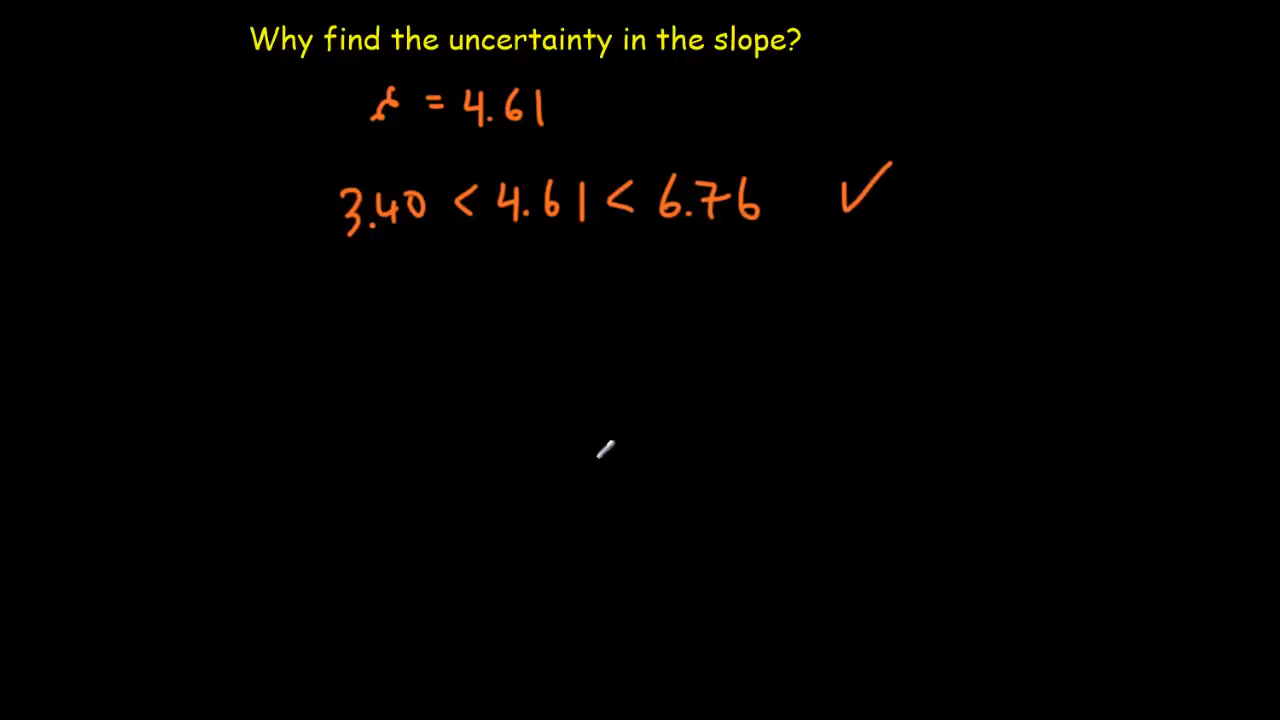 Why find the uncertainty in the slope?
= 4.61
3.40 < 4.61 < 6.76 ✓